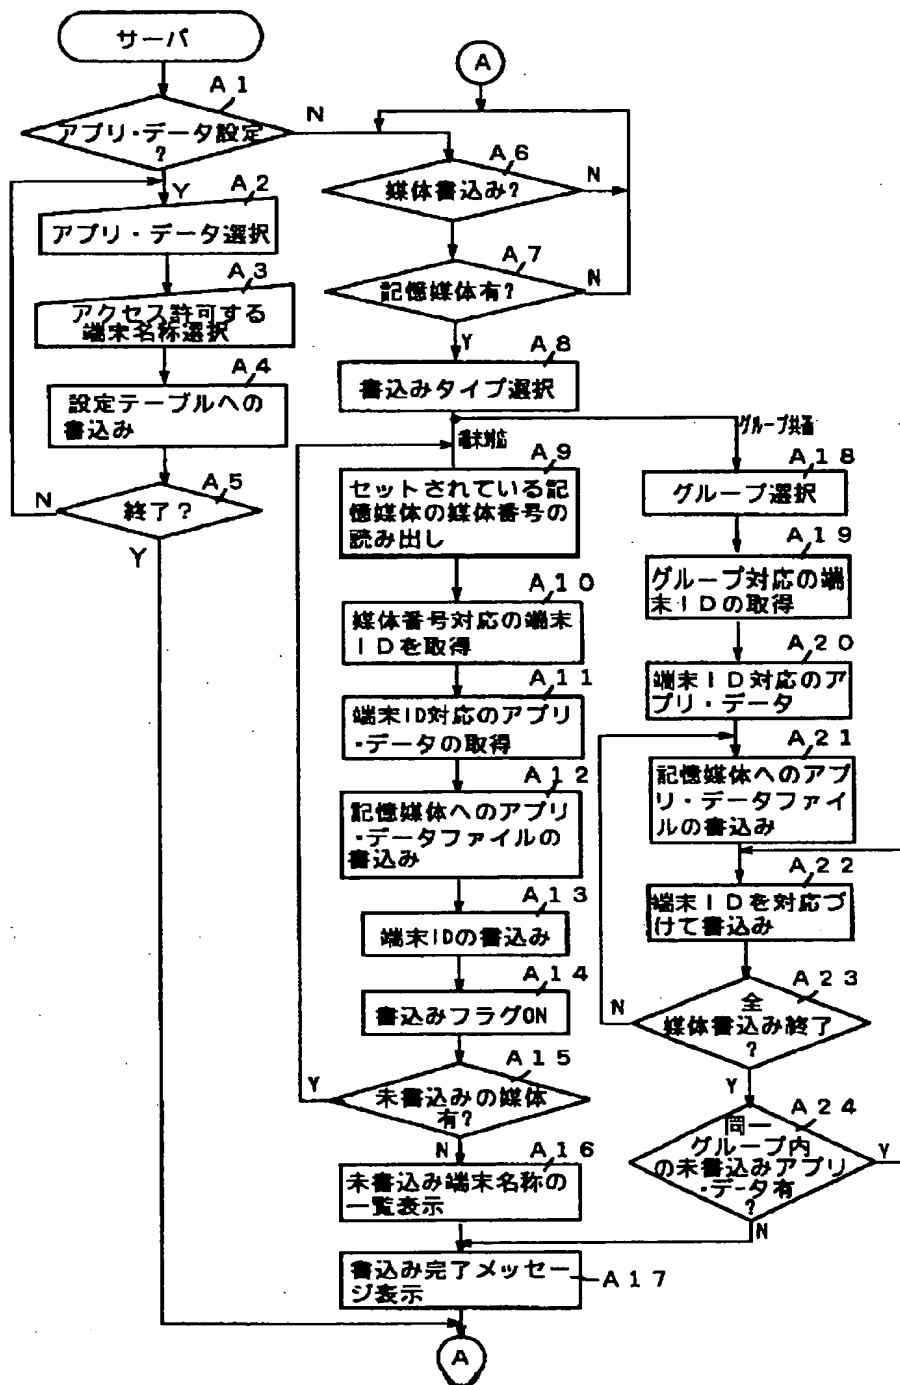 サーバ
A1
アプリ・データ設定
?
N
Y
A2
アプリ・データ選択
A3
アクセス許可する
端末名称選択
A4
設定テーブルへの
書込み
A5
終了?
N
Y
A
A6
媒体書込み?
N
A7
記憶媒体有?
N
Y
A8
書込みタイプ選択
端末対応
グループ共番
A9
セットされている記
憶媒体の媒体番号の
読み出し
A10
媒体番号対応の端末
IDを取得
A11
端末ID対応のアプリ
・データの取得
A12
記憶媒体へのアプリ
・データファイルの
書込み
A13
端末IDの書込み
A14
書込みフラグON
A15
未書込みの媒体
有?
Y
N
A16
未書込み端末名称の
一覧表示
書込み完了メッセー
ジ表示
A17
A
A18
グループ選択
A19
グループ対応の端
末IDの取得
A20
端末ID対応のア
プリ・データ
A21
記憶媒体へのアプ
リ・データファイ
ルの書込み
A22
端末IDを対応づ
けて書込み
A23
全
媒体書込み終了
?
N
Y
A24
同一
グループ内
の未書込みアプリ
・データ有
?
Y
N